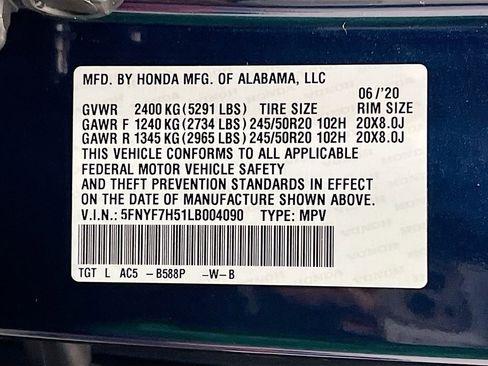 MFD. BY HONDA MFG. OF ALABAMA, LLC 06/'20
GVWR 2400 KG (5291 LBS) TIRE SIZE RIM SIZE
GAWR F 1240 KG (2734 LBS) 245/50R20 102H 20X8.0J
GAWR R 1345 KG (2965 LBS) 245/50R20 102H 20X8.0J
THIS VEHICLE CONFORMS TO ALL APPLICABLE
FEDERAL MOTOR VEHICLE SAFETY
AND THEFT PREVENTION STANDARDS IN EFFECT
ON THE DATE OF MANUFACTURE SHOWN ABOVE.
V.I.N.: 5FNYF7H51LB004090 TYPE: MPV
TGT L AC5 -B588P -W-B